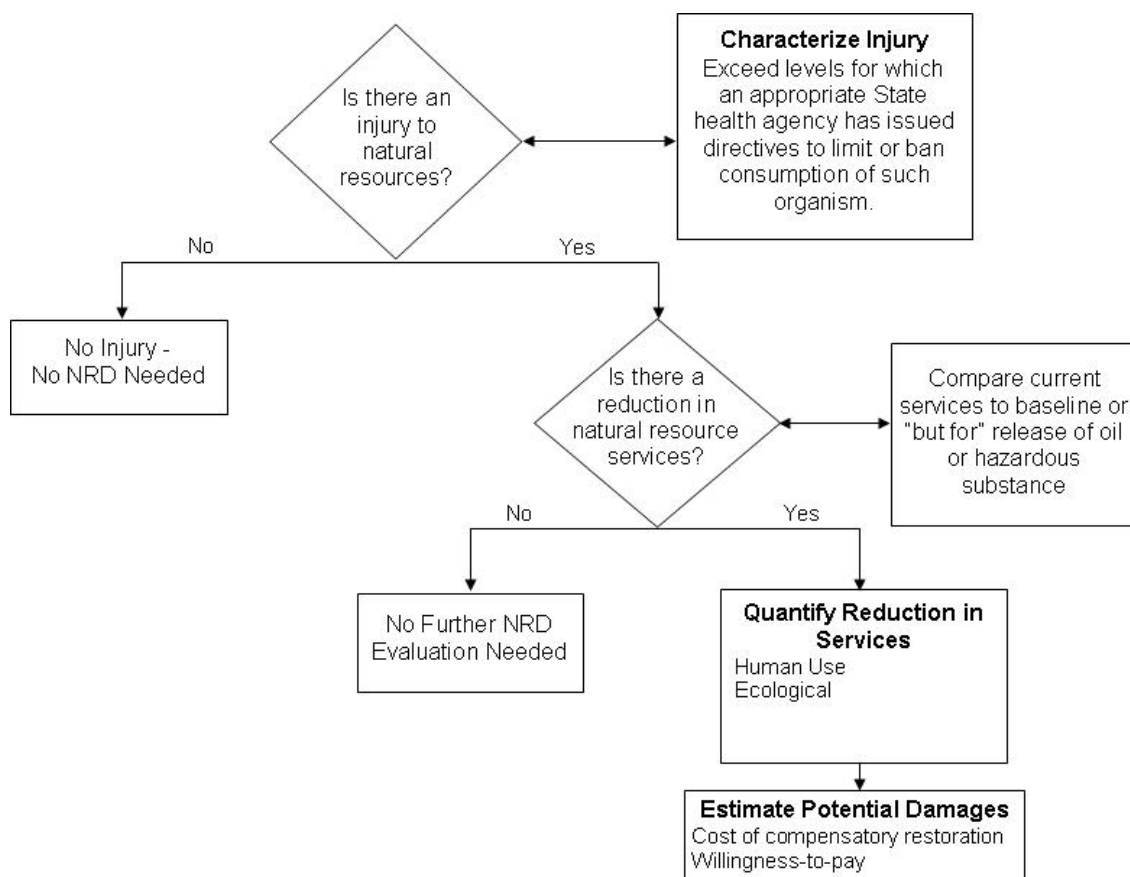 Is there an
injury to
natural
resources?
Characterize Injury
Exceed levels for which
an appropriate State
health agency has issued
directives to limit or ban
consumption of such
organism.
No
Yes
No Injury -
No NRD Needed
Is there a
reduction in
natural resource
services?
Compare current
services to baseline or
"but for" release of oil
or hazardous
substance
No
Yes
No Further NRD
Evaluation Needed
Quantify Reduction in
Services
Human Use
Ecological
Estimate Potential Damages
Cost of compensatory restoration
Willingness-to-pay